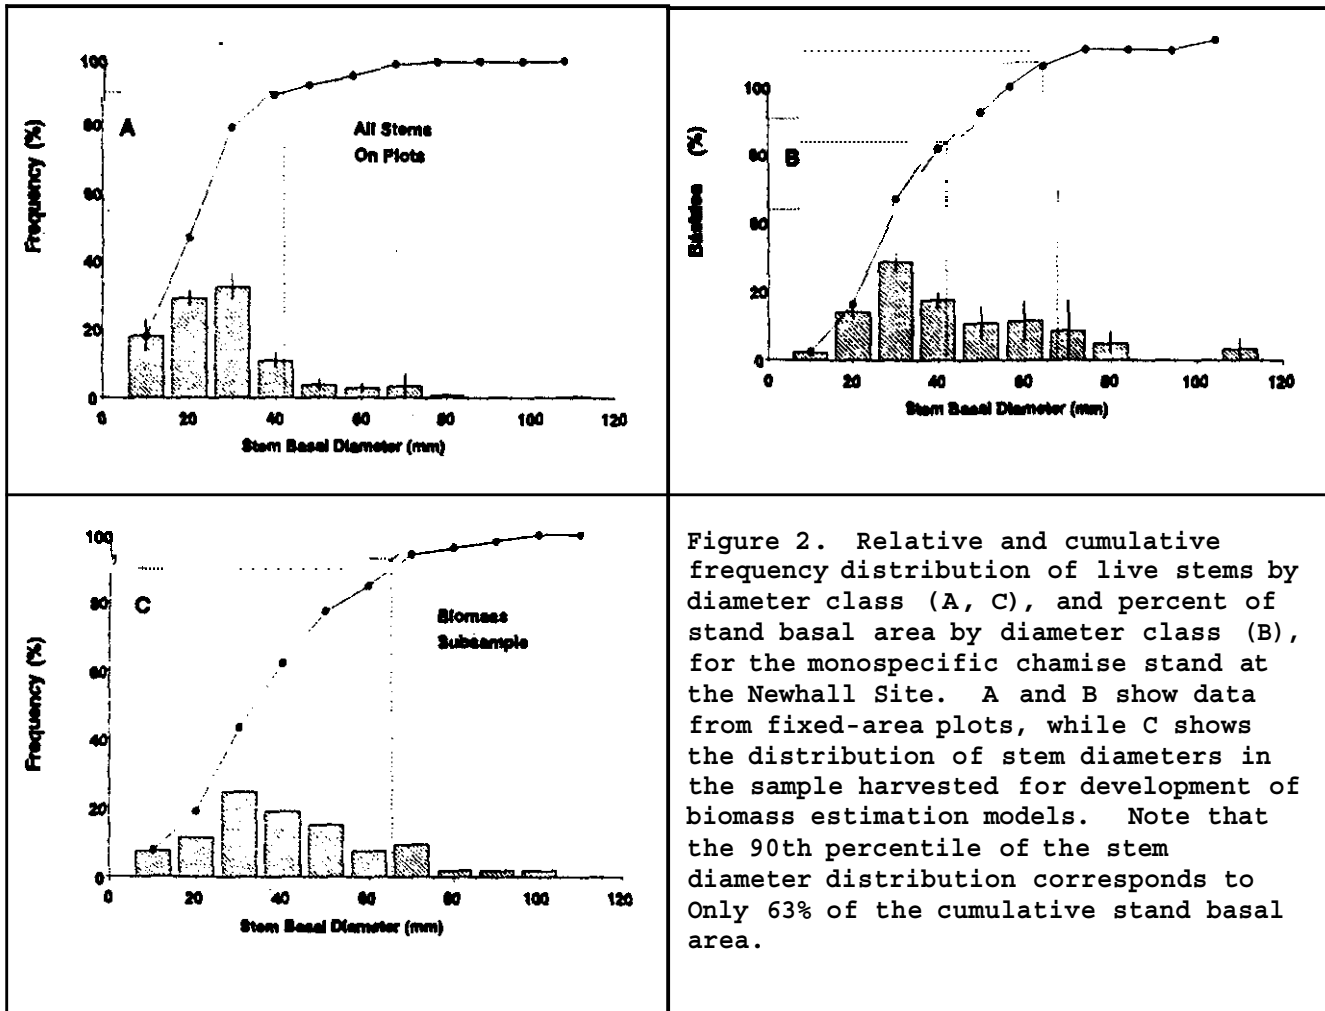 100
80
60
40
20
0
Frequency (%)
A
All Stems
On Plots
0 20 40 60 80 100 120
Stem Basal Diameter (mm)
100
80
60
20
0
(%)
B
0 20 40 60 80 100 120
Stem Basal Diameter (mm)
100
80
60
40
20
0
Frequency (%)
C
Biomass
Subsample
0 20 40 60 80 100 120
Stem Basal Diameter (mm)
Figure 2. Relative and cumulative
frequency distribution of live stems by
diameter class (A, C), and percent of
stand basal area by diameter class (B),
for the monospecific chamise stand at
the Newhall Site. A and B show data
from fixed-area plots, while C shows
the distribution of stem diameters in
the sample harvested for development of
biomass estimation models. Note that
the 90th percentile of the stem
diameter distribution corresponds to
Only 63% of the cumulative stand basal
area.